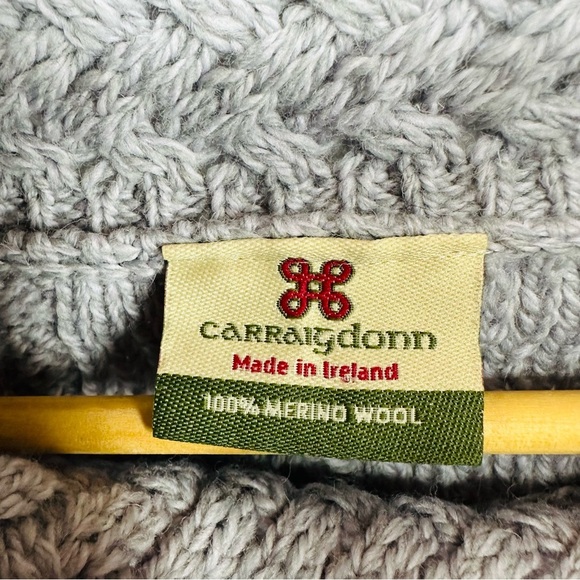 CARRAIGDONN
Made in Ireland
100% MERINO WOOL